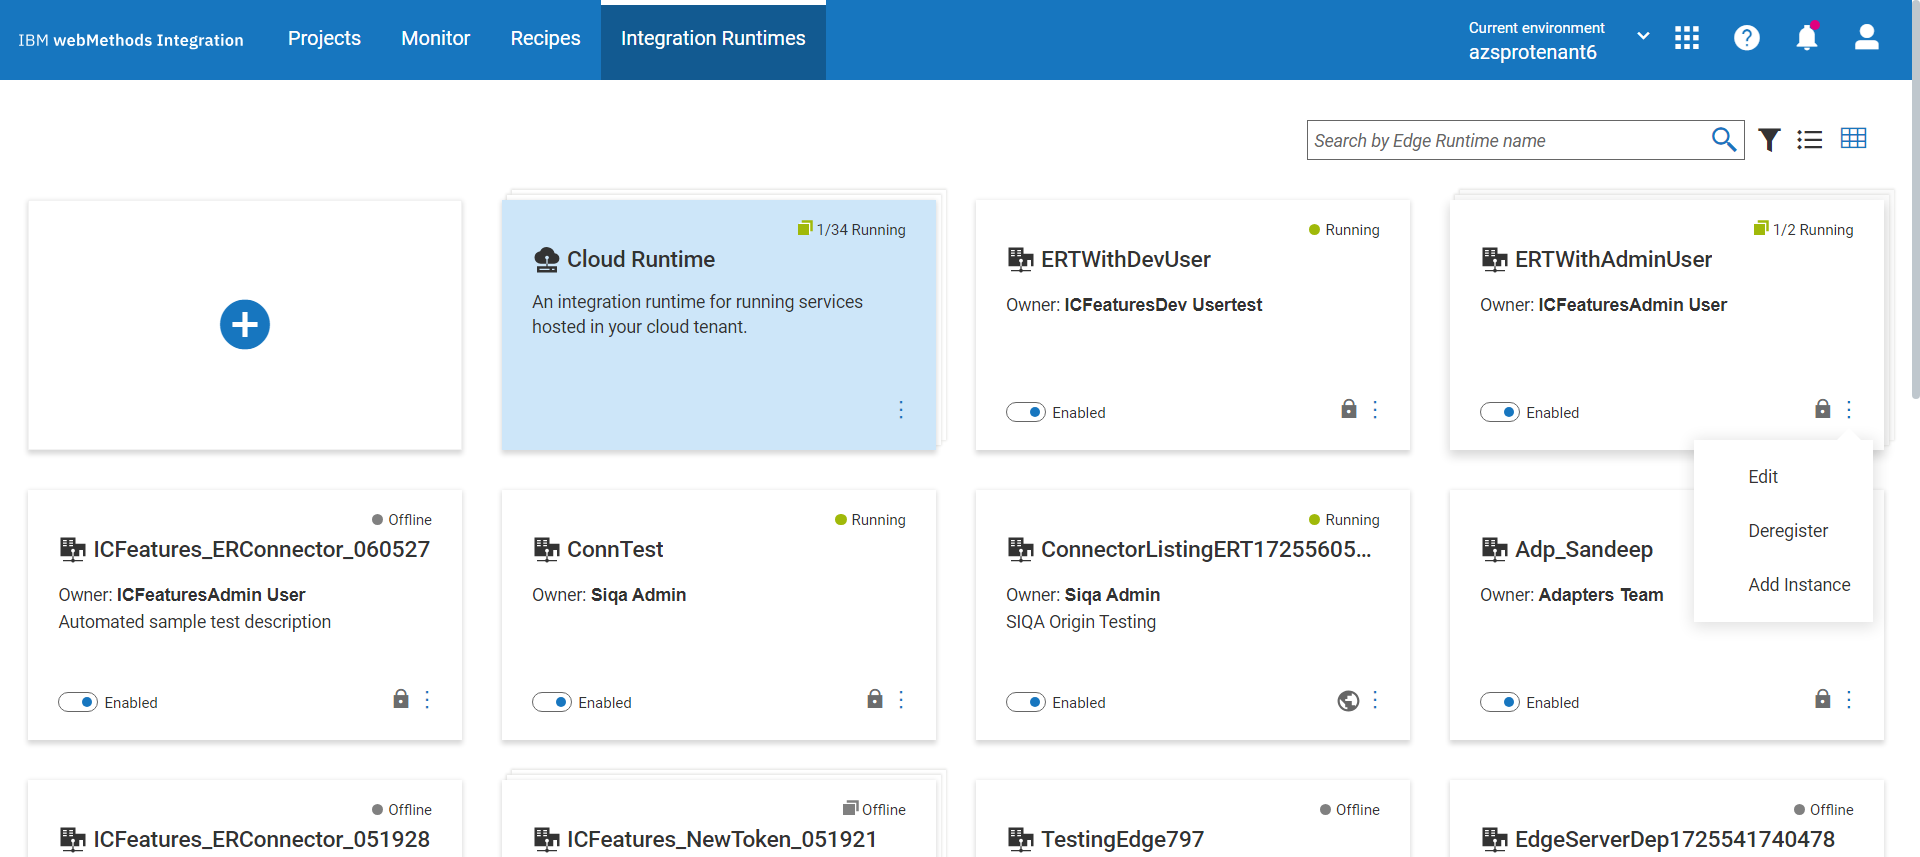 IBM webMethods Integration
Projects
Monitor
Recipes
Integration Runtimes
Current environment
azsprotenant6
Search by Edge Runtime name
1/34 Running
Cloud Runtime
An integration runtime for running services
hosted in your cloud tenant.
Running
ERTWithDevUser
Owner: ICFeaturesDev Usertest
Enabled
1/2 Running
ERTWithAdminUser
Owner: ICFeaturesAdmin User
Enabled
Edit
Deregister
Add Instance
Offline
ICFeatures_ERConnector_060527
Owner: ICFeaturesAdmin User
Automated sample test description
Enabled
Running
ConnTest
Owner: Siqa Admin
Enabled
Running
ConnectorListingERT17255605...
Owner: Siqa Admin
SIQA Origin Testing
Enabled
Adp_Sandeep
Owner: Adapters Team
Enabled
Offline
ICFeatures_ERConnector_051928
Offline
ICFeatures_NewToken_051921
Offline
TestingEdge797
Offline
EdgeServerDep1725541740478